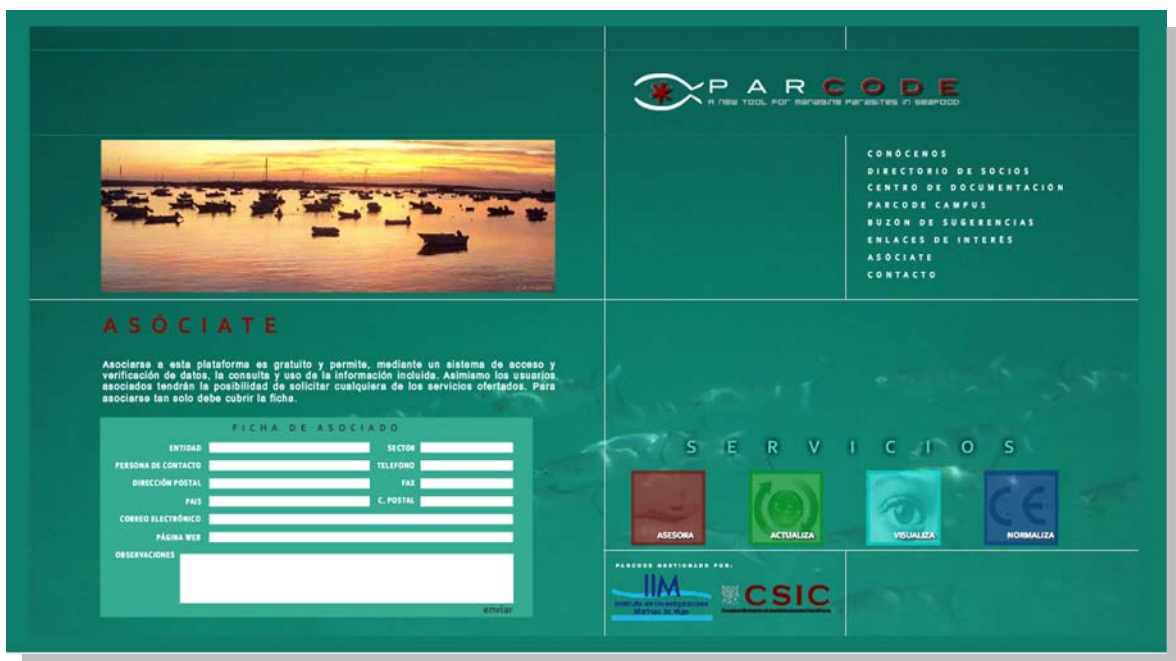 PARCODE
A NEW TOOL FOR MANAGING PARASITES IN SEAFOOD
CONÓCENOS
DIRECTORIO DE SOCIOS
CENTRO DE DOCUMENTACIÓN
PARCODE CAMPUS
BUZÓN DE SUGERENCIAS
ENLACES DE INTERÉS
ASÓCIATE
CONTACTO
ASÓCIATE
Asociarse a esta plataforma es gratuito y permite, mediante un sistema de acceso y
verificación de datos, la consulta y uso de la información incluida. Asimiamo los usuarios
asociados tendrán la posibilidad de solicitar cualquiera de los servicios ofertados. Para
asociarse tan solo debe cubrir la ficha.
FICHA DE ASOCIADO
ENTIDAD
SECTOR
PERSONA DE CONTACTO
TELEFONO
DIRECCIÓN POSTAL
FAX
PAIS
C. POSTAL
CORREO ELECTRÓNICO
PÁGINA WEB
OBSERVACIONES
enviar
SERVICIOS
ASESORA
ACTUALIZA
VISUALIZA
CE
NORMALIZA
PARCODE GESTIONADO POR:
IIM
Instituto de Investigaciones
Marinas de Vigo
CSIC